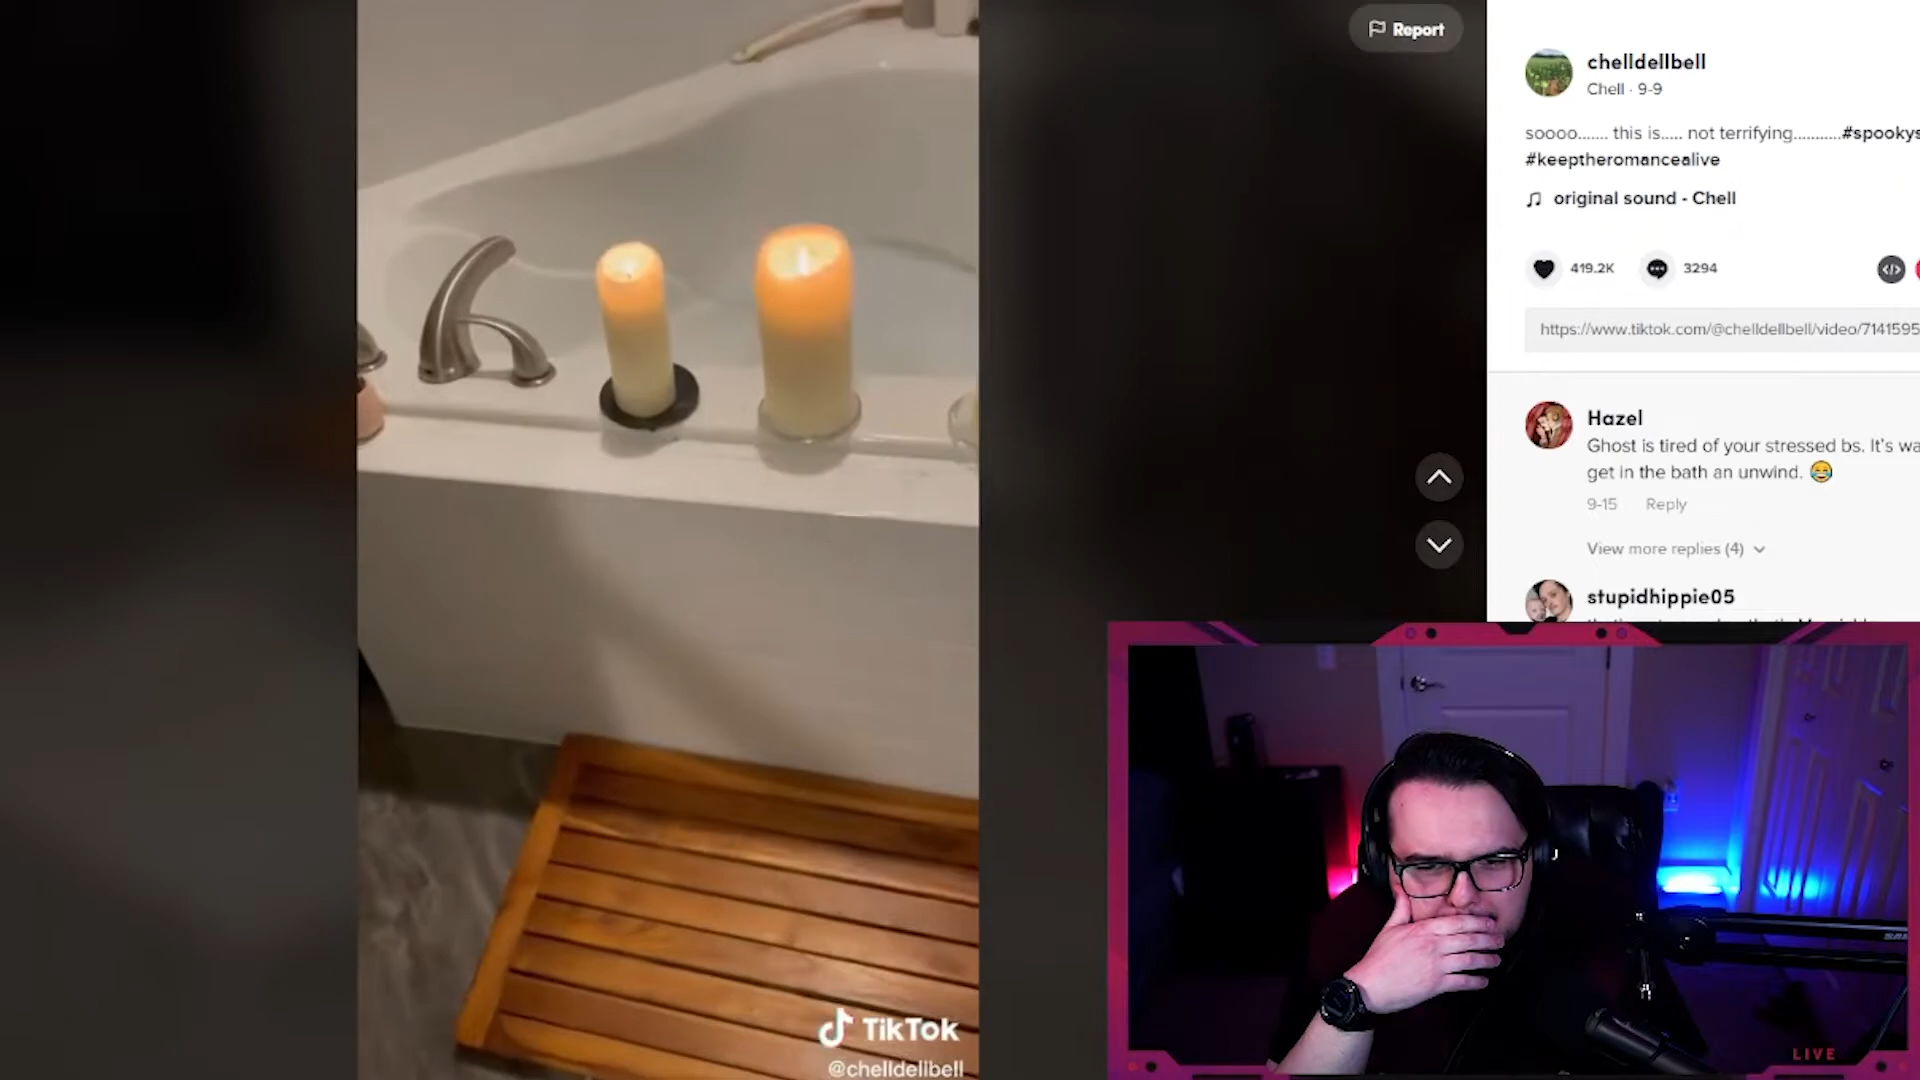 Report
chelldellbell
Chell · 9-9
soooo....... this is..... not terrifying...........#spookys
#keeptheromancealive
original sound - Chell
419.2K 3294
https://www.tiktok.com/@chelldellbell/video/7141595
Hazel
Ghost is tired of your stressed bs. It's wa
get in the bath an unwind. 😂
9-15 Reply
View more replies (4)
stupidhippie05
TikTok
@chelldellbell
LIVE